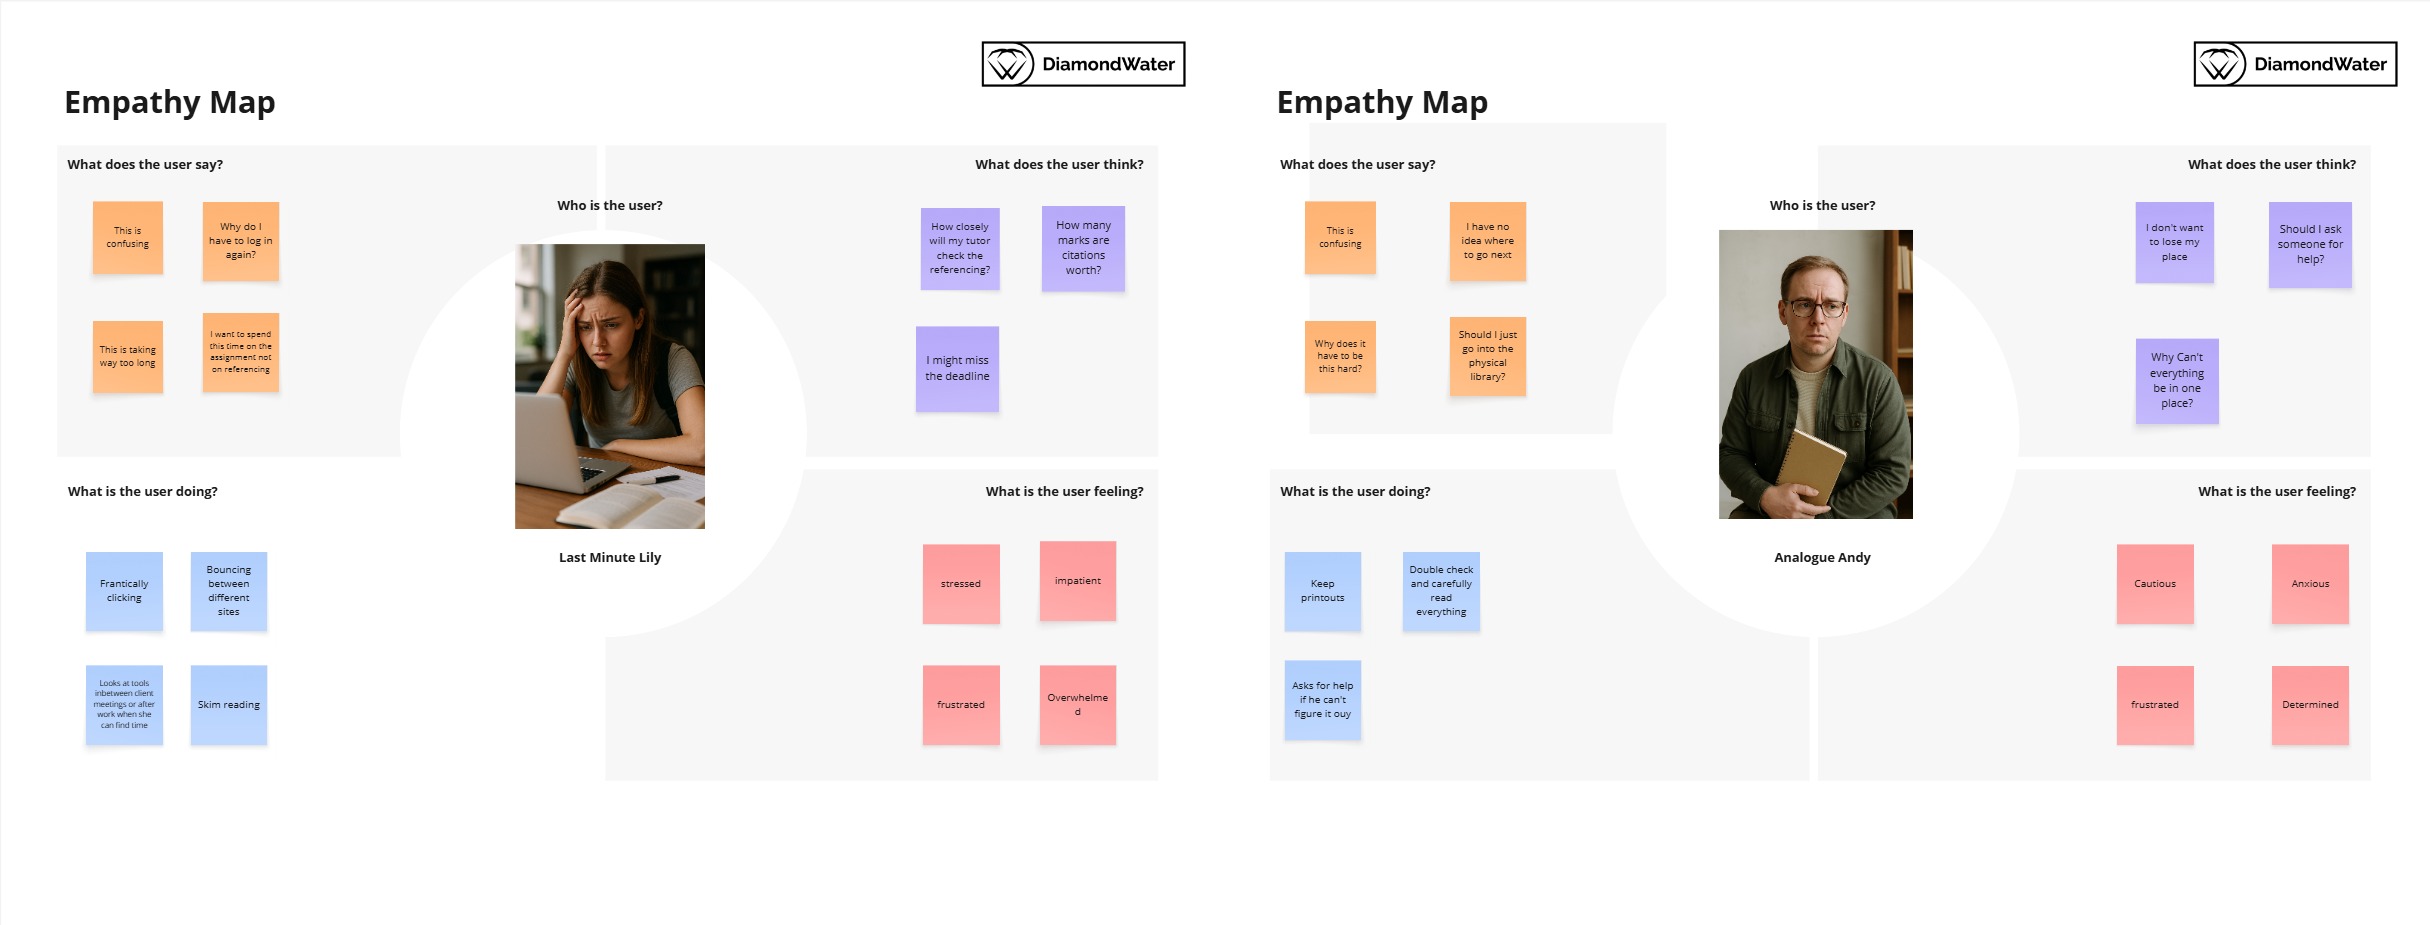 DiamondWater
Empathy Map
What does the user say?
This is
confusing
Why do I
have to log in
again?
This is taking
way too long
I want to spend
this time on the
assignment not
on referencing
Who is the user?
Last Minute Lily
What does the user think?
How closely
will my tutor
check the
referencing?
How many
marks are
citations
worth?
I might miss
the deadline
What is the user doing?
Frantically
clicking
Bouncing
between
different
sites
Looks at tools
inbetween client
meetings or after
work when she
can find time
Skim reading
What is the user feeling?
stressed
impatient
frustrated
Overwhelme
d
DiamondWater
Empathy Map
What does the user say?
This is
confusing
I have no
idea where
to go next
Why does it
have to be
this hard?
Should I just
go into the
physical
library?
Who is the user?
Analogue Andy
What does the user think?
I don't want
to lose my
place
Should I ask
someone for
help?
Why Can't
everything
be in one
place?
What is the user doing?
Keep
printouts
Double check
and carefully
read
everything
Asks for help
if he can't
figure it ouy
What is the user feeling?
Cautious
Anxious
frustrated
Determined